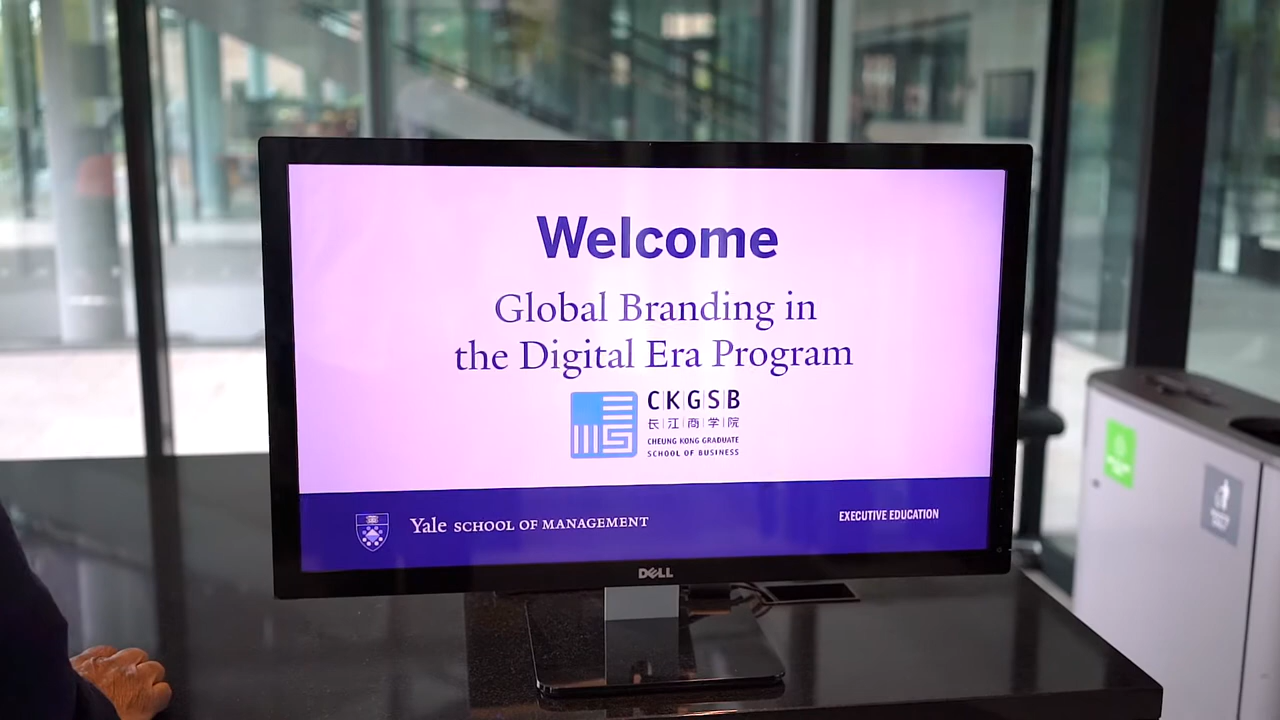 Welcome
Global Branding in
the Digital Era Program
CKGSB
长江商学院
CHEUNG KONG GRADUATE
SCHOOL OF BUSINESS
Yale SCHOOL OF MANAGEMENT
EXECUTIVE EDUCATION
DELL